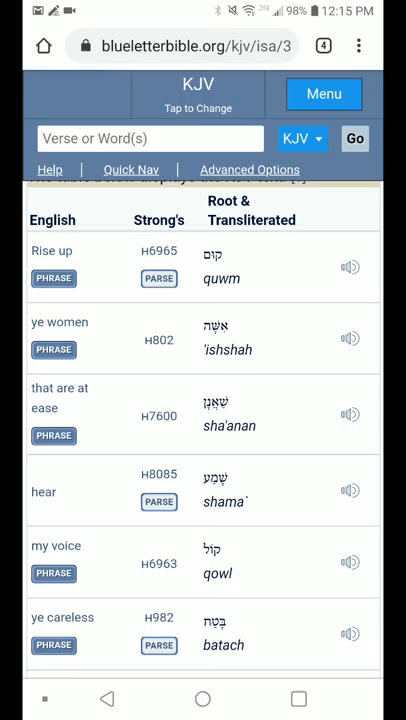 98% 12:15 PM
blueletterbible.org/kjv/isa/3
4
KJV
Tap to Change
Menu
Verse or Word(s)
KJV
Go
Help | Quick Nav | Advanced Options
English Strong's Root & Transliterated
Rise up H6965 קוּם
PHRASE PARSE quwm
ye women H802 אִשָּׁה
PHRASE 'ishshah
that are at ease H7600 שַׁאֲנָן
PHRASE sha'anan
hear H8085 שָׁמַע
PARSE shama`
my voice H6963 קוֹל
PHRASE qowl
ye careless H982 בָּטַח
PHRASE PARSE batach